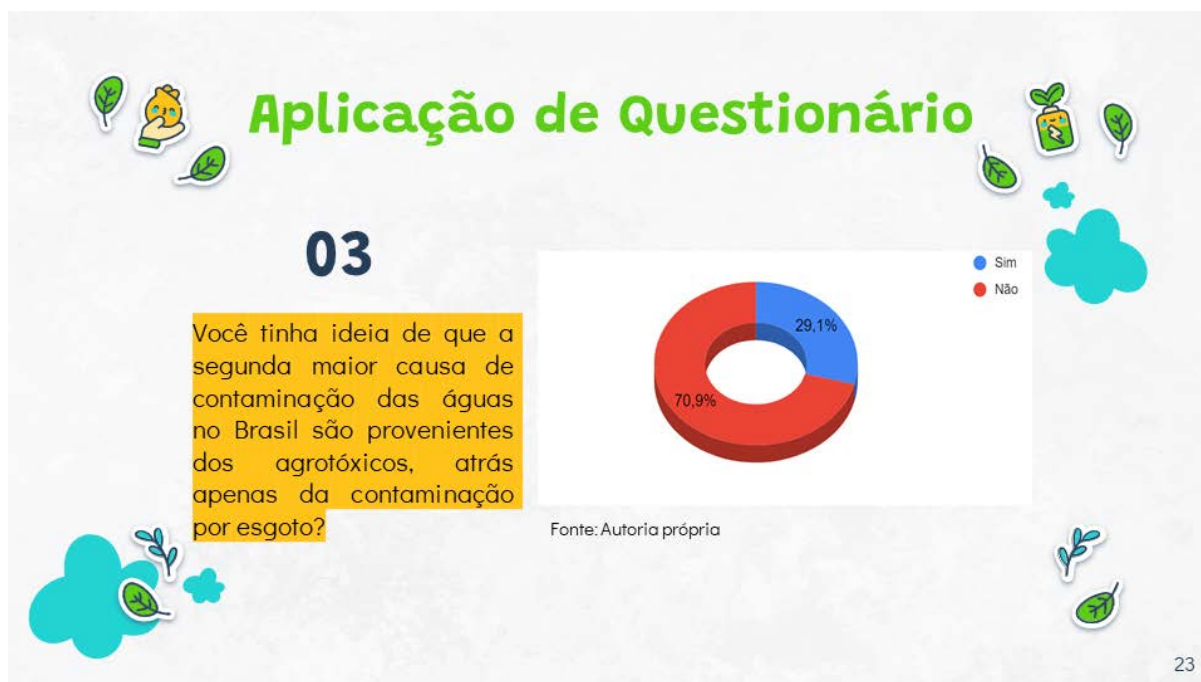 Aplicação de Questionário
03
Você tinha ideia de que a
segunda maior causa de
contaminação das águas
no Brasil são provenientes
dos agrotóxicos, atrás
apenas da contaminação
por esgoto?
Sim
Não
29,1%
70,9%
Fonte: Autoria própria
23